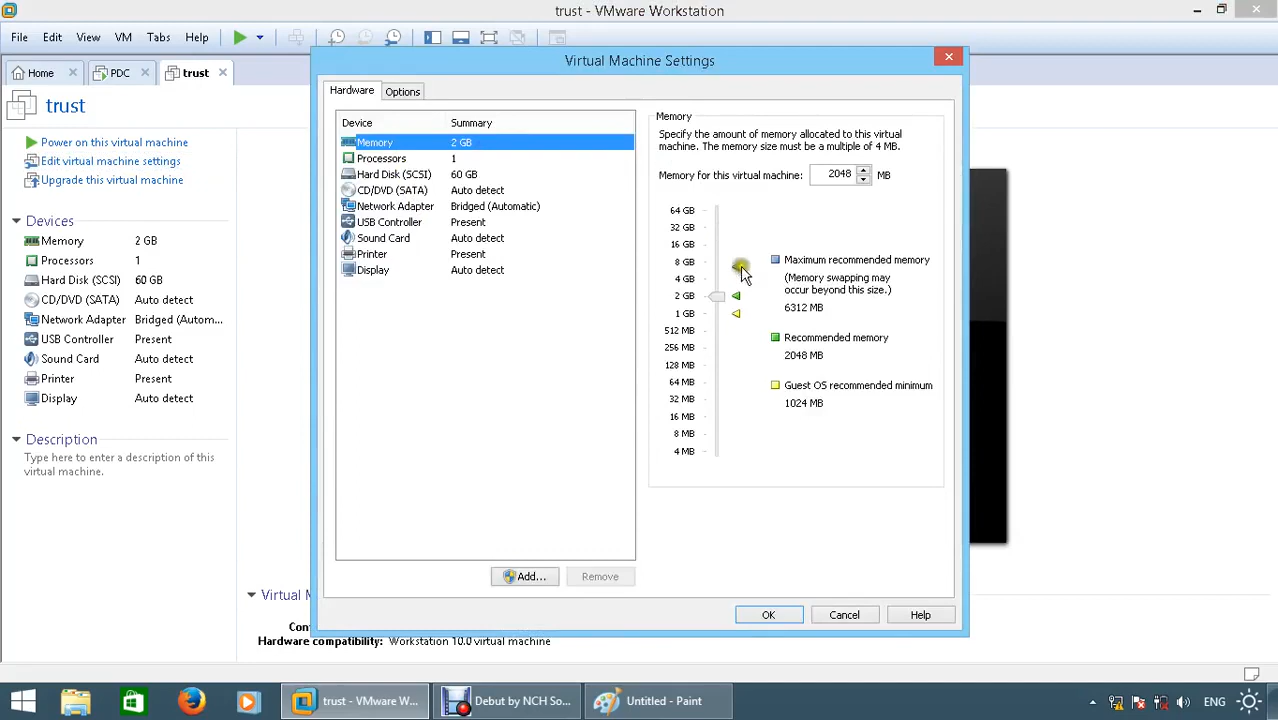 trust - VMware Workstation
File Edit View VM Tabs Help
Home PDC trust
trust
Power on this virtual machine
Edit virtual machine settings
Upgrade this virtual machine
Devices
Memory 2 GB
Processors 1
Hard Disk (SCSI) 60 GB
CD/DVD (SATA) Auto detect
Network Adapter Bridged (Autom...
USB Controller Present
Sound Card Auto detect
Printer Present
Display Auto detect
Description
Type here to enter a description of this
virtual machine.
Virtual Machine Settings
Hardware Options
Device Summary
Memory 2 GB
Processors 1
Hard Disk (SCSI) 60 GB
CD/DVD (SATA) Auto detect
Network Adapter Bridged (Automatic)
USB Controller Present
Sound Card Auto detect
Printer Present
Display Auto detect
Add... Remove
Memory
Specify the amount of memory allocated to this virtual
machine. The memory size must be a multiple of 4 MB.
Memory for this virtual machine: 2048 MB
64 GB
32 GB
16 GB
8 GB
4 GB
2 GB
1 GB
512 MB
256 MB
128 MB
64 MB
32 MB
16 MB
8 MB
4 MB
Maximum recommended memory
(Memory swapping may
occur beyond this size.)
6312 MB
Recommended memory
2048 MB
Guest OS recommended minimum
1024 MB
OK Cancel Help
Virtual M
Con
Hardware compatibility: Workstation 10.0 virtual machine
trust - VMware W... Debut by NCH So... Untitled - Paint ENG